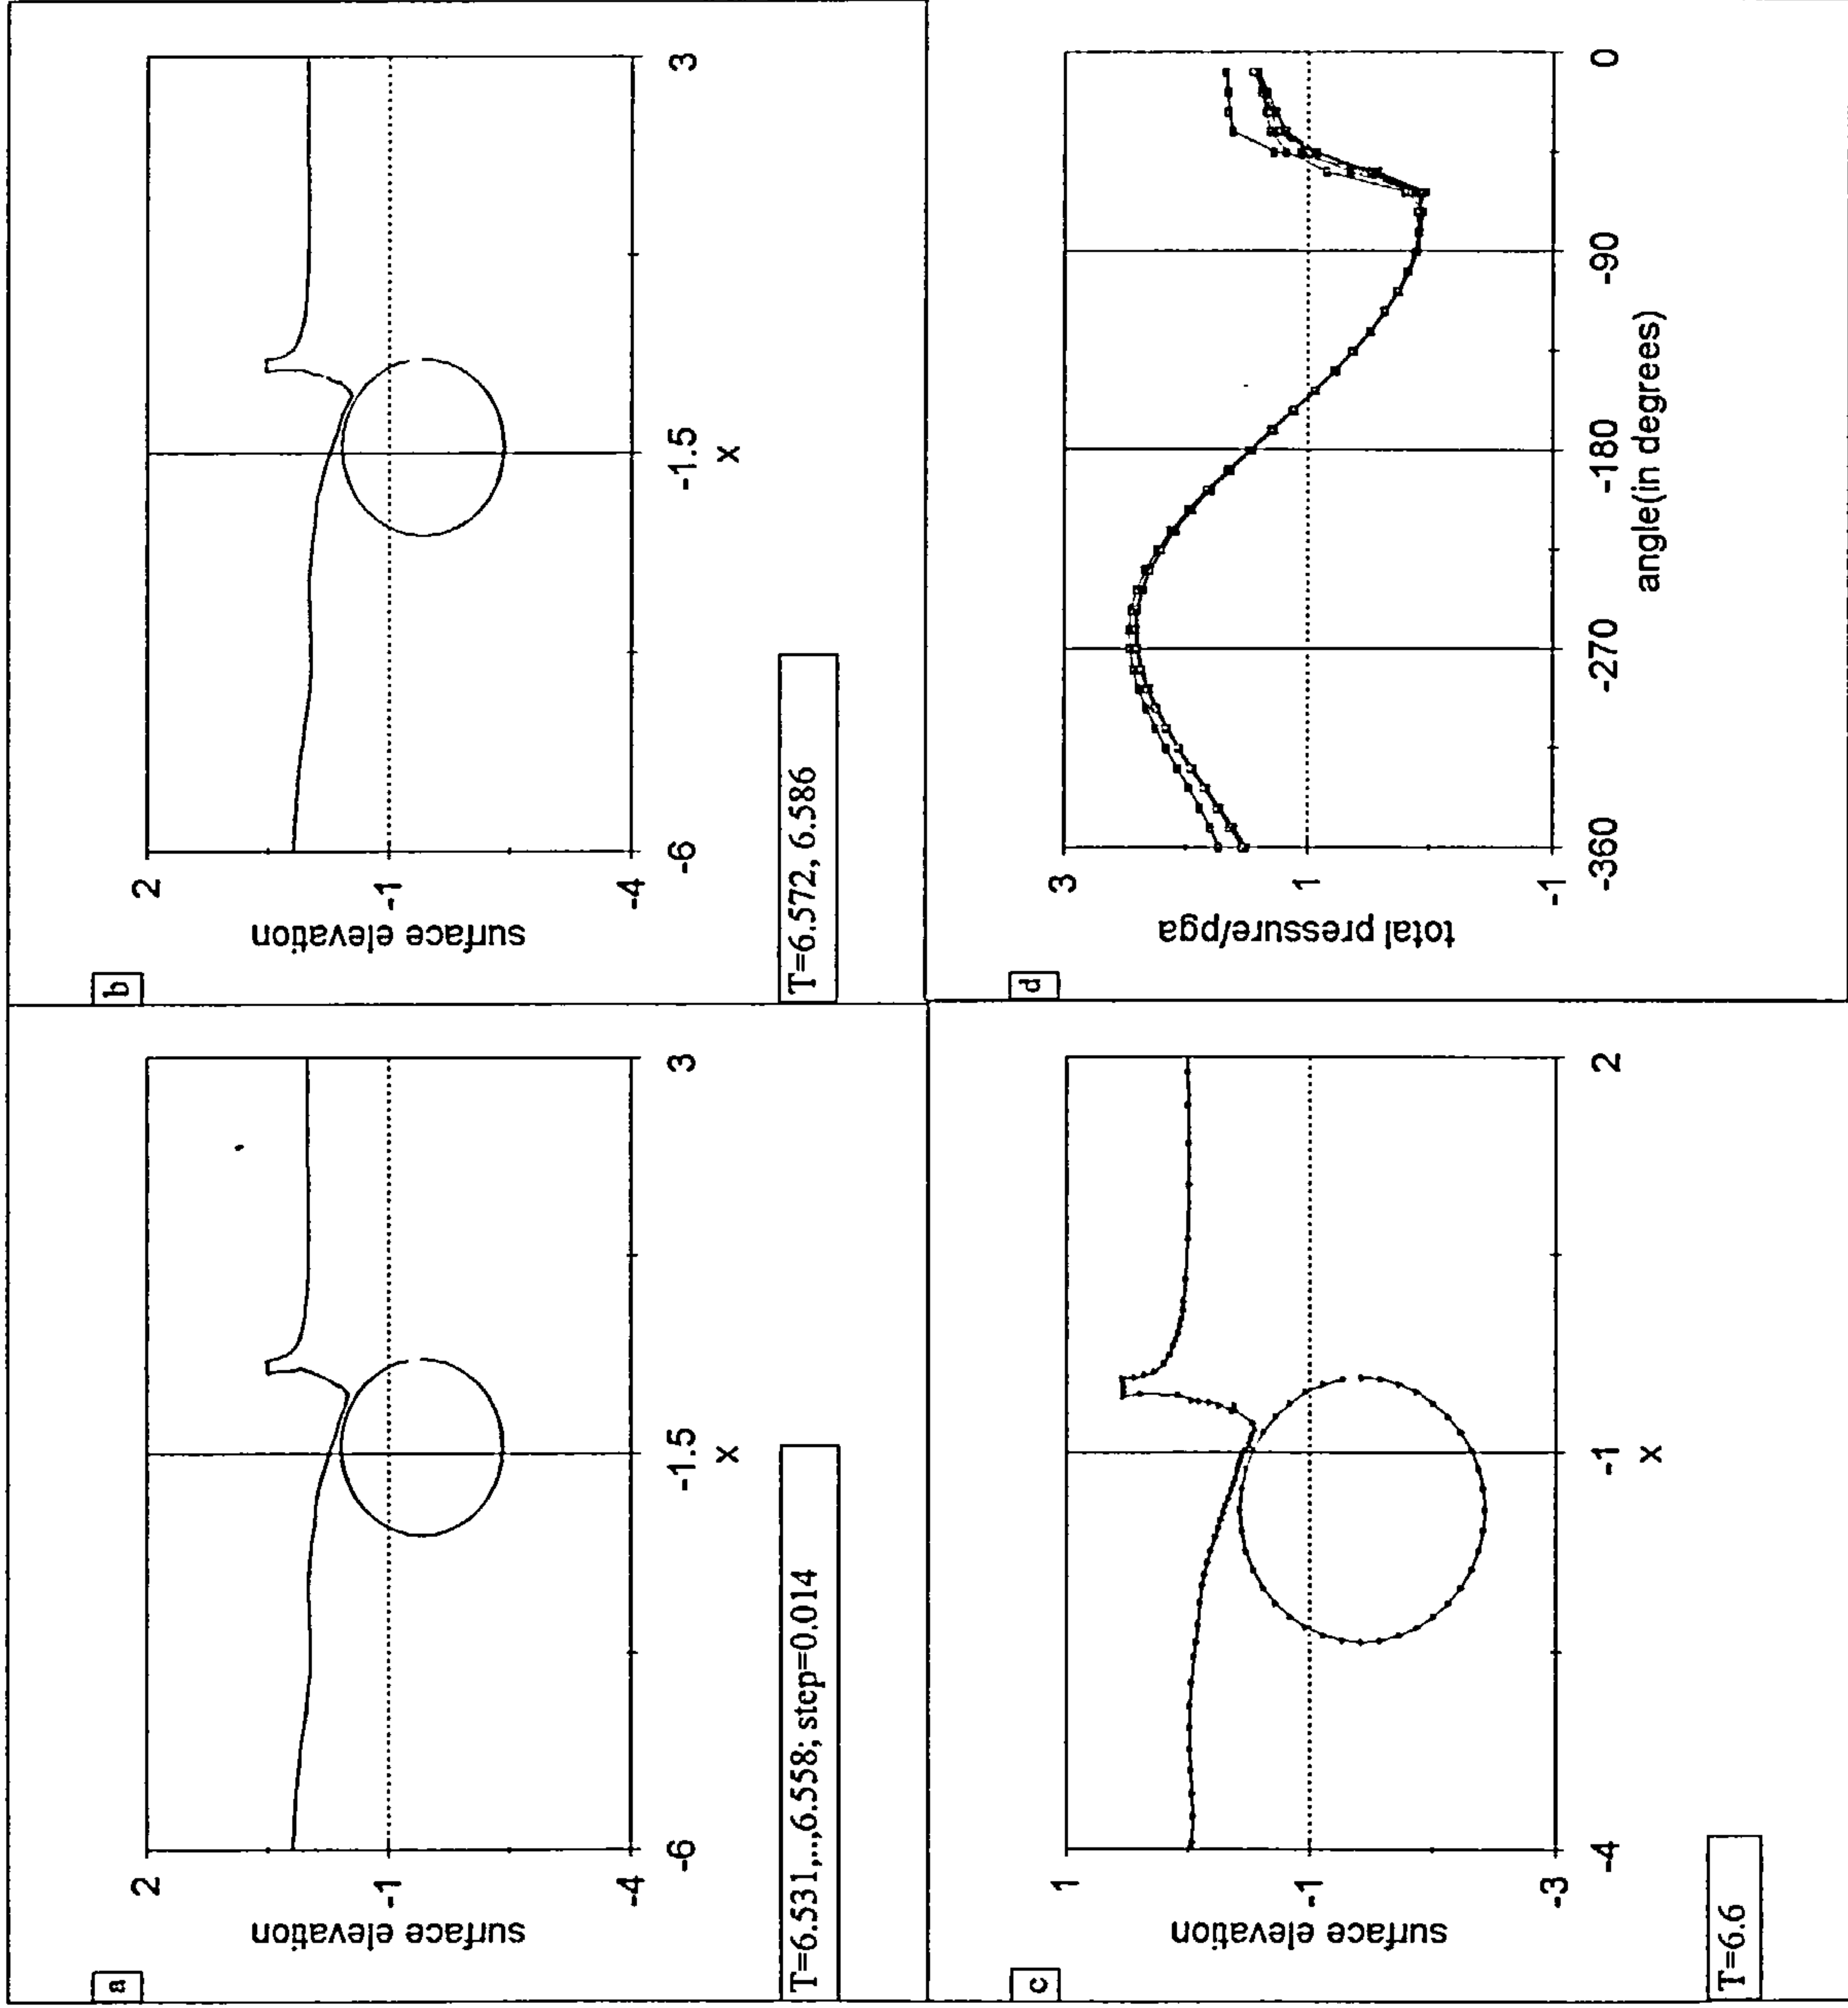 a
surface elevation
2
-1
-4
-6
-1.5
3
x
T=6.531,..,6.558; step=0.014
b
surface elevation
2
-1
-4
-6
-1.5
3
x
T=6.572, 6.586
c
surface elevation
1
-1
-3
-4
-1
2
x
T=6.6
d
total pressure/pga
3
1
-1
-360
-270
-180
-90
0
angle(in degrees)